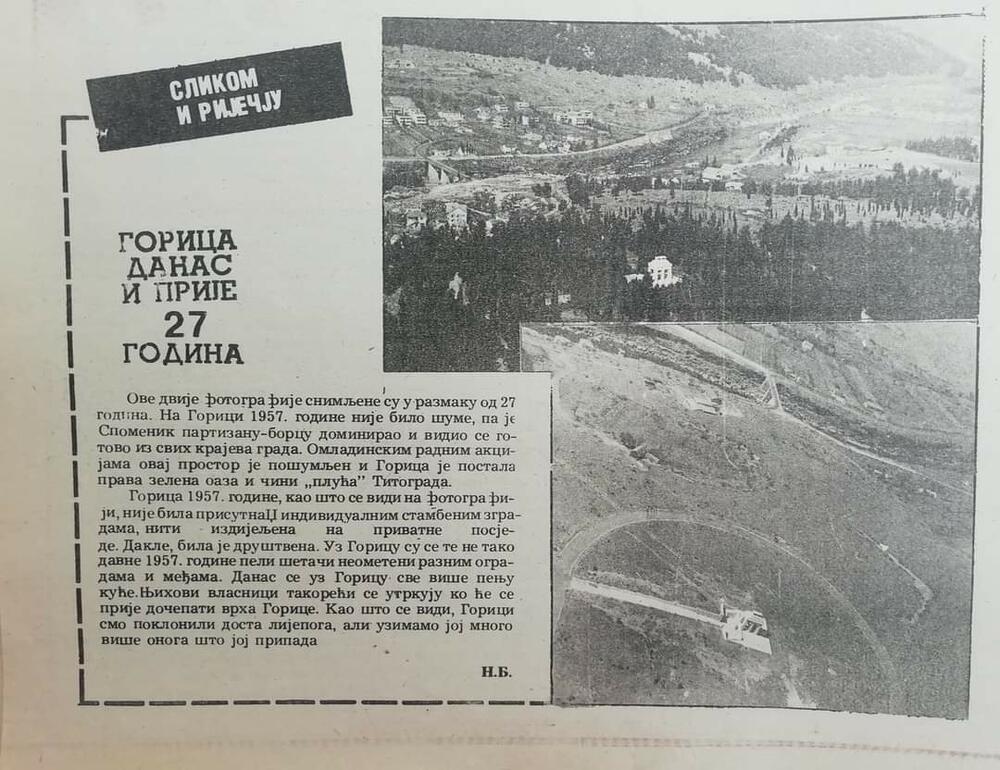 СЛИКОМ
И РИЈЕЧЈУ
ГОРИЦА
ДАНАС
И ПРИЈЕ
27
ГОДИНА
Ове двије фотографије снимљене су у размаку од 27
година. На Горици 1957. године није било шуме, па је
Споменик партизану-борцу доминирао и видио се го-
тово из свих крајева града. Омладинским радним акци-
јама овај простор је пошумљен и Горица је постала
права зелена оаза и чини „плућа” Титограда.
Горица 1957. године, као што се види на фотографи-
ји, није била присутнаЏ индивидуалним стамбеним згра-
дама, нити издијељена на приватне посје-
де. Дакле, била је друштвена. Уз Горицу су се те не тако
давне 1957. године пели шетачи неометени разним огра-
дама и међама. Данас се уз Горицу све више пењу
куће.Њихови власници такорећи се утркују ко ће се
прије дочепати врха Горице. Као што се види, Горици
смо поклонили доста лијепога, али узимамо јој много
више онога што јој припада
Н.Б.